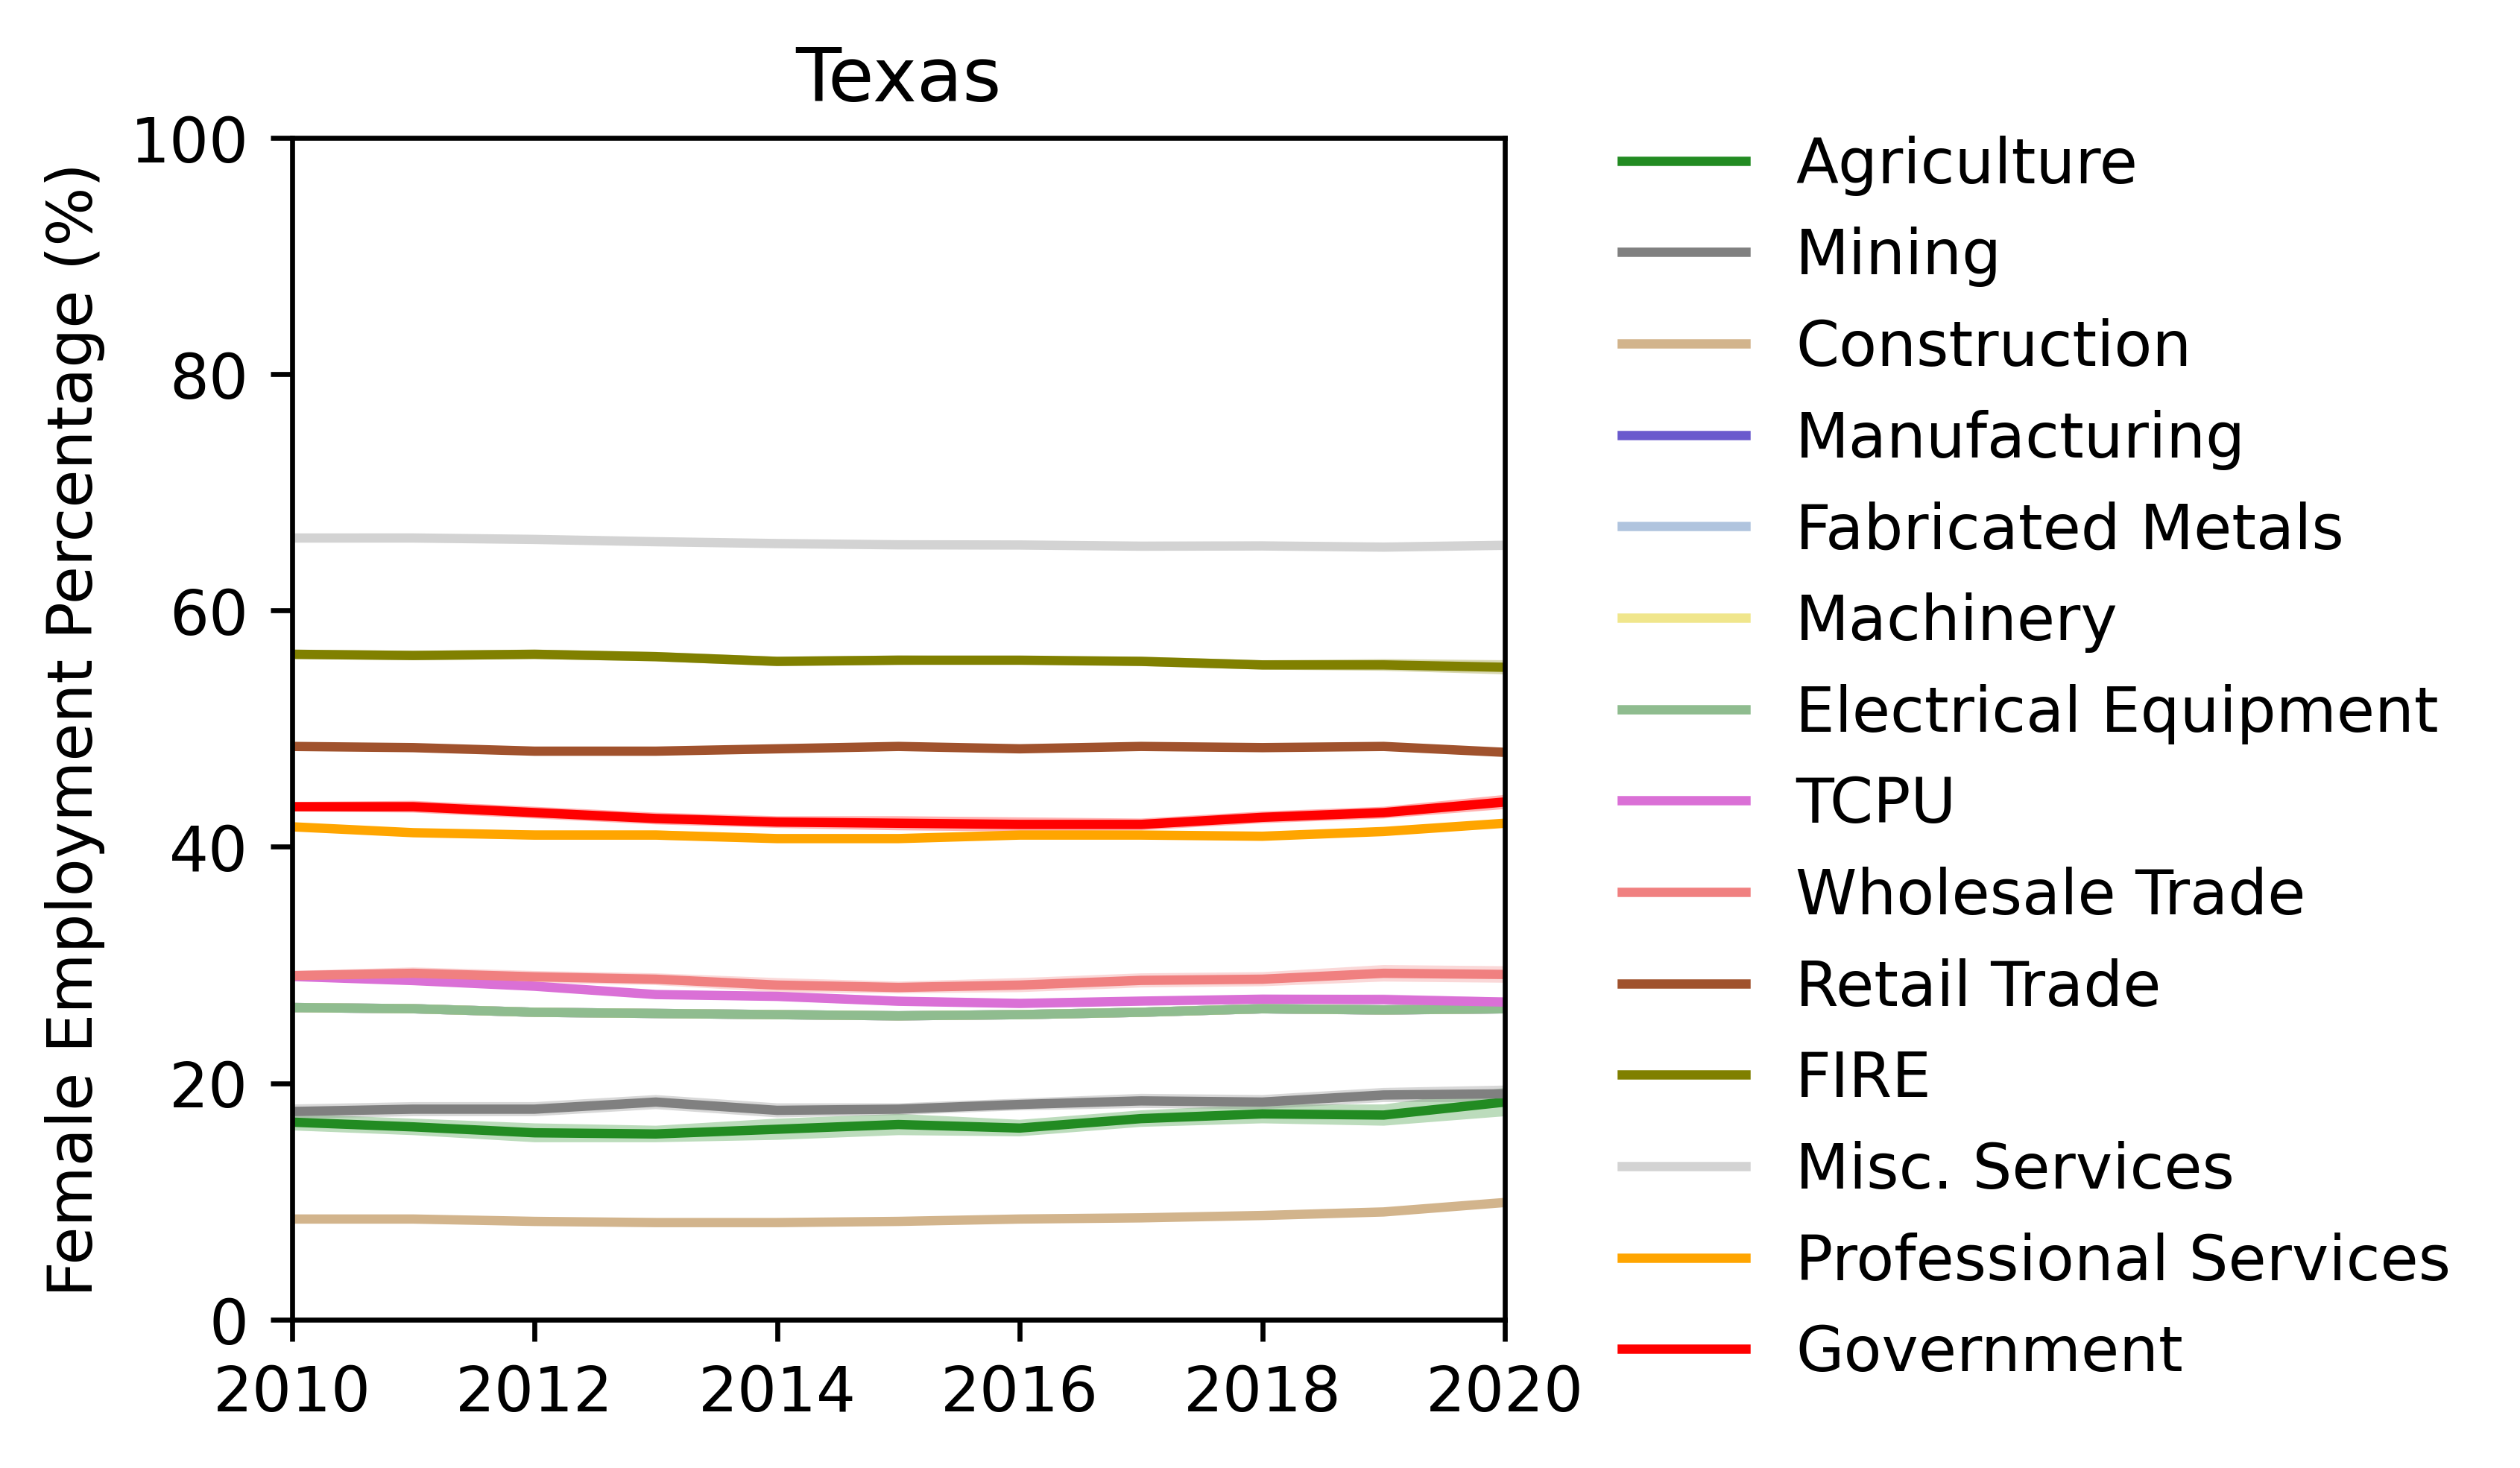 Texas
Female Employment Percentage (%)
100
80
60
40
20
0
2010 2012 2014 2016 2018 2020
Agriculture
Mining
Construction
Manufacturing
Fabricated Metals
Machinery
Electrical Equipment
TCPU
Wholesale Trade
Retail Trade
FIRE
Misc. Services
Professional Services
Government